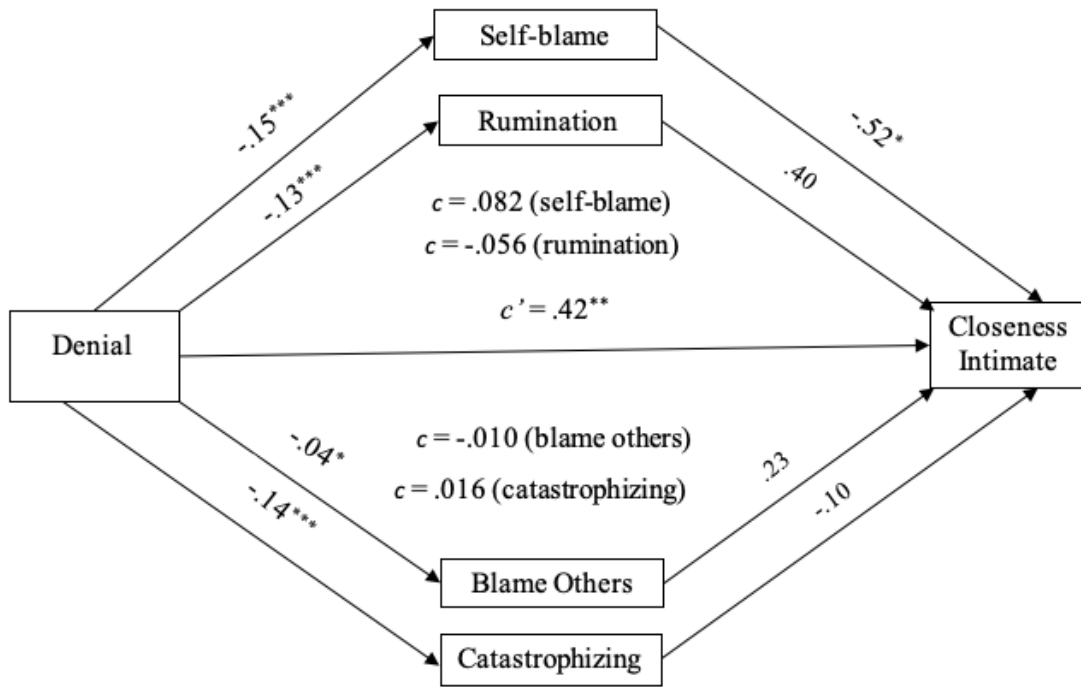 Self-blame
-.15***
Rumination
-.52*
-.13***
.40
c = .082 (self-blame)
c = -.056 (rumination)
c’ = .42**
Denial
Closeness
Intimate
-.04*
c = -.010 (blame others)
.23
-.14***
c = .016 (catastrophizing)
-.10
Blame Others
Catastrophizing